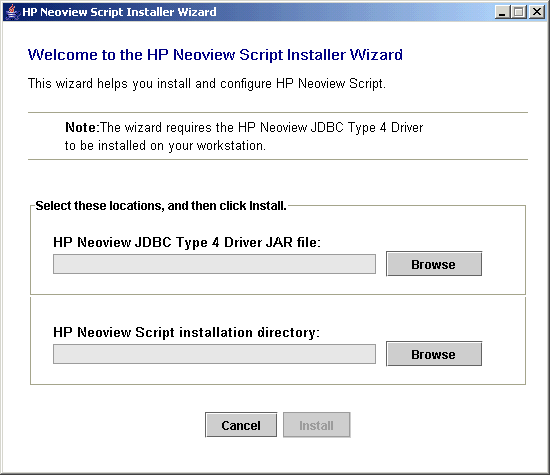 HP Neoview Script Installer Wizard
Welcome to the HP Neoview Script Installer Wizard
This wizard helps you install and configure HP Neoview Script.
Note:The wizard requires the HP Neoview JDBC Type 4 Driver
to be installed on your workstation.
Select these locations, and then click Install.
HP Neoview JDBC Type 4 Driver JAR file:
Browse
HP Neoview Script installation directory:
Browse
Cancel
Install